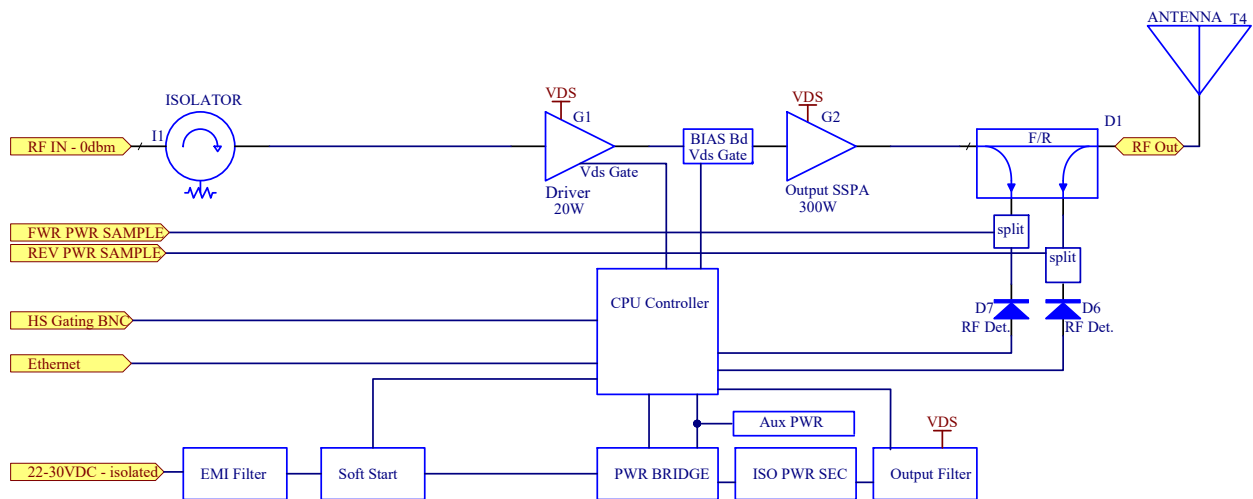 ANTENNA T4
ISOLATOR
VDS
VDS
I1
G1
G2
D1
RF IN - 0dbm
BIAS Bd
Vds Gate
F/R
RF Out
Vds Gate
Driver
20W
Output SSPA
300W
FWR PWR SAMPLE
split
REV PWR SAMPLE
split
CPU Controller
D7
RF Det.
D6
RF Det.
HS Gating BNC
Ethernet
Aux PWR
VDS
22-30VDC - isolated
EMI Filter
Soft Start
PWR BRIDGE
ISO PWR SEC
Output Filter